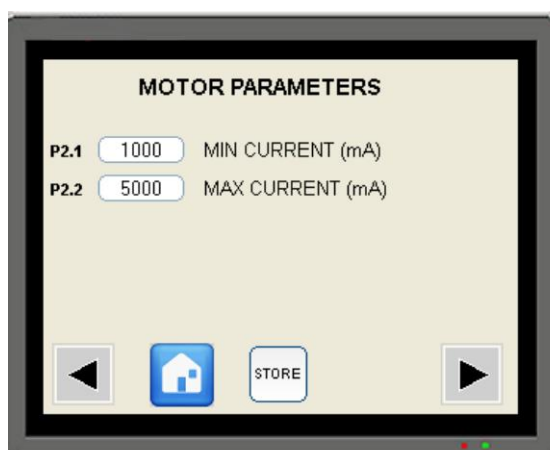 MOTOR PARAMETERS
P2.1 1000 MIN CURRENT (mA)
P2.2 5000 MAX CURRENT (mA)
STORE